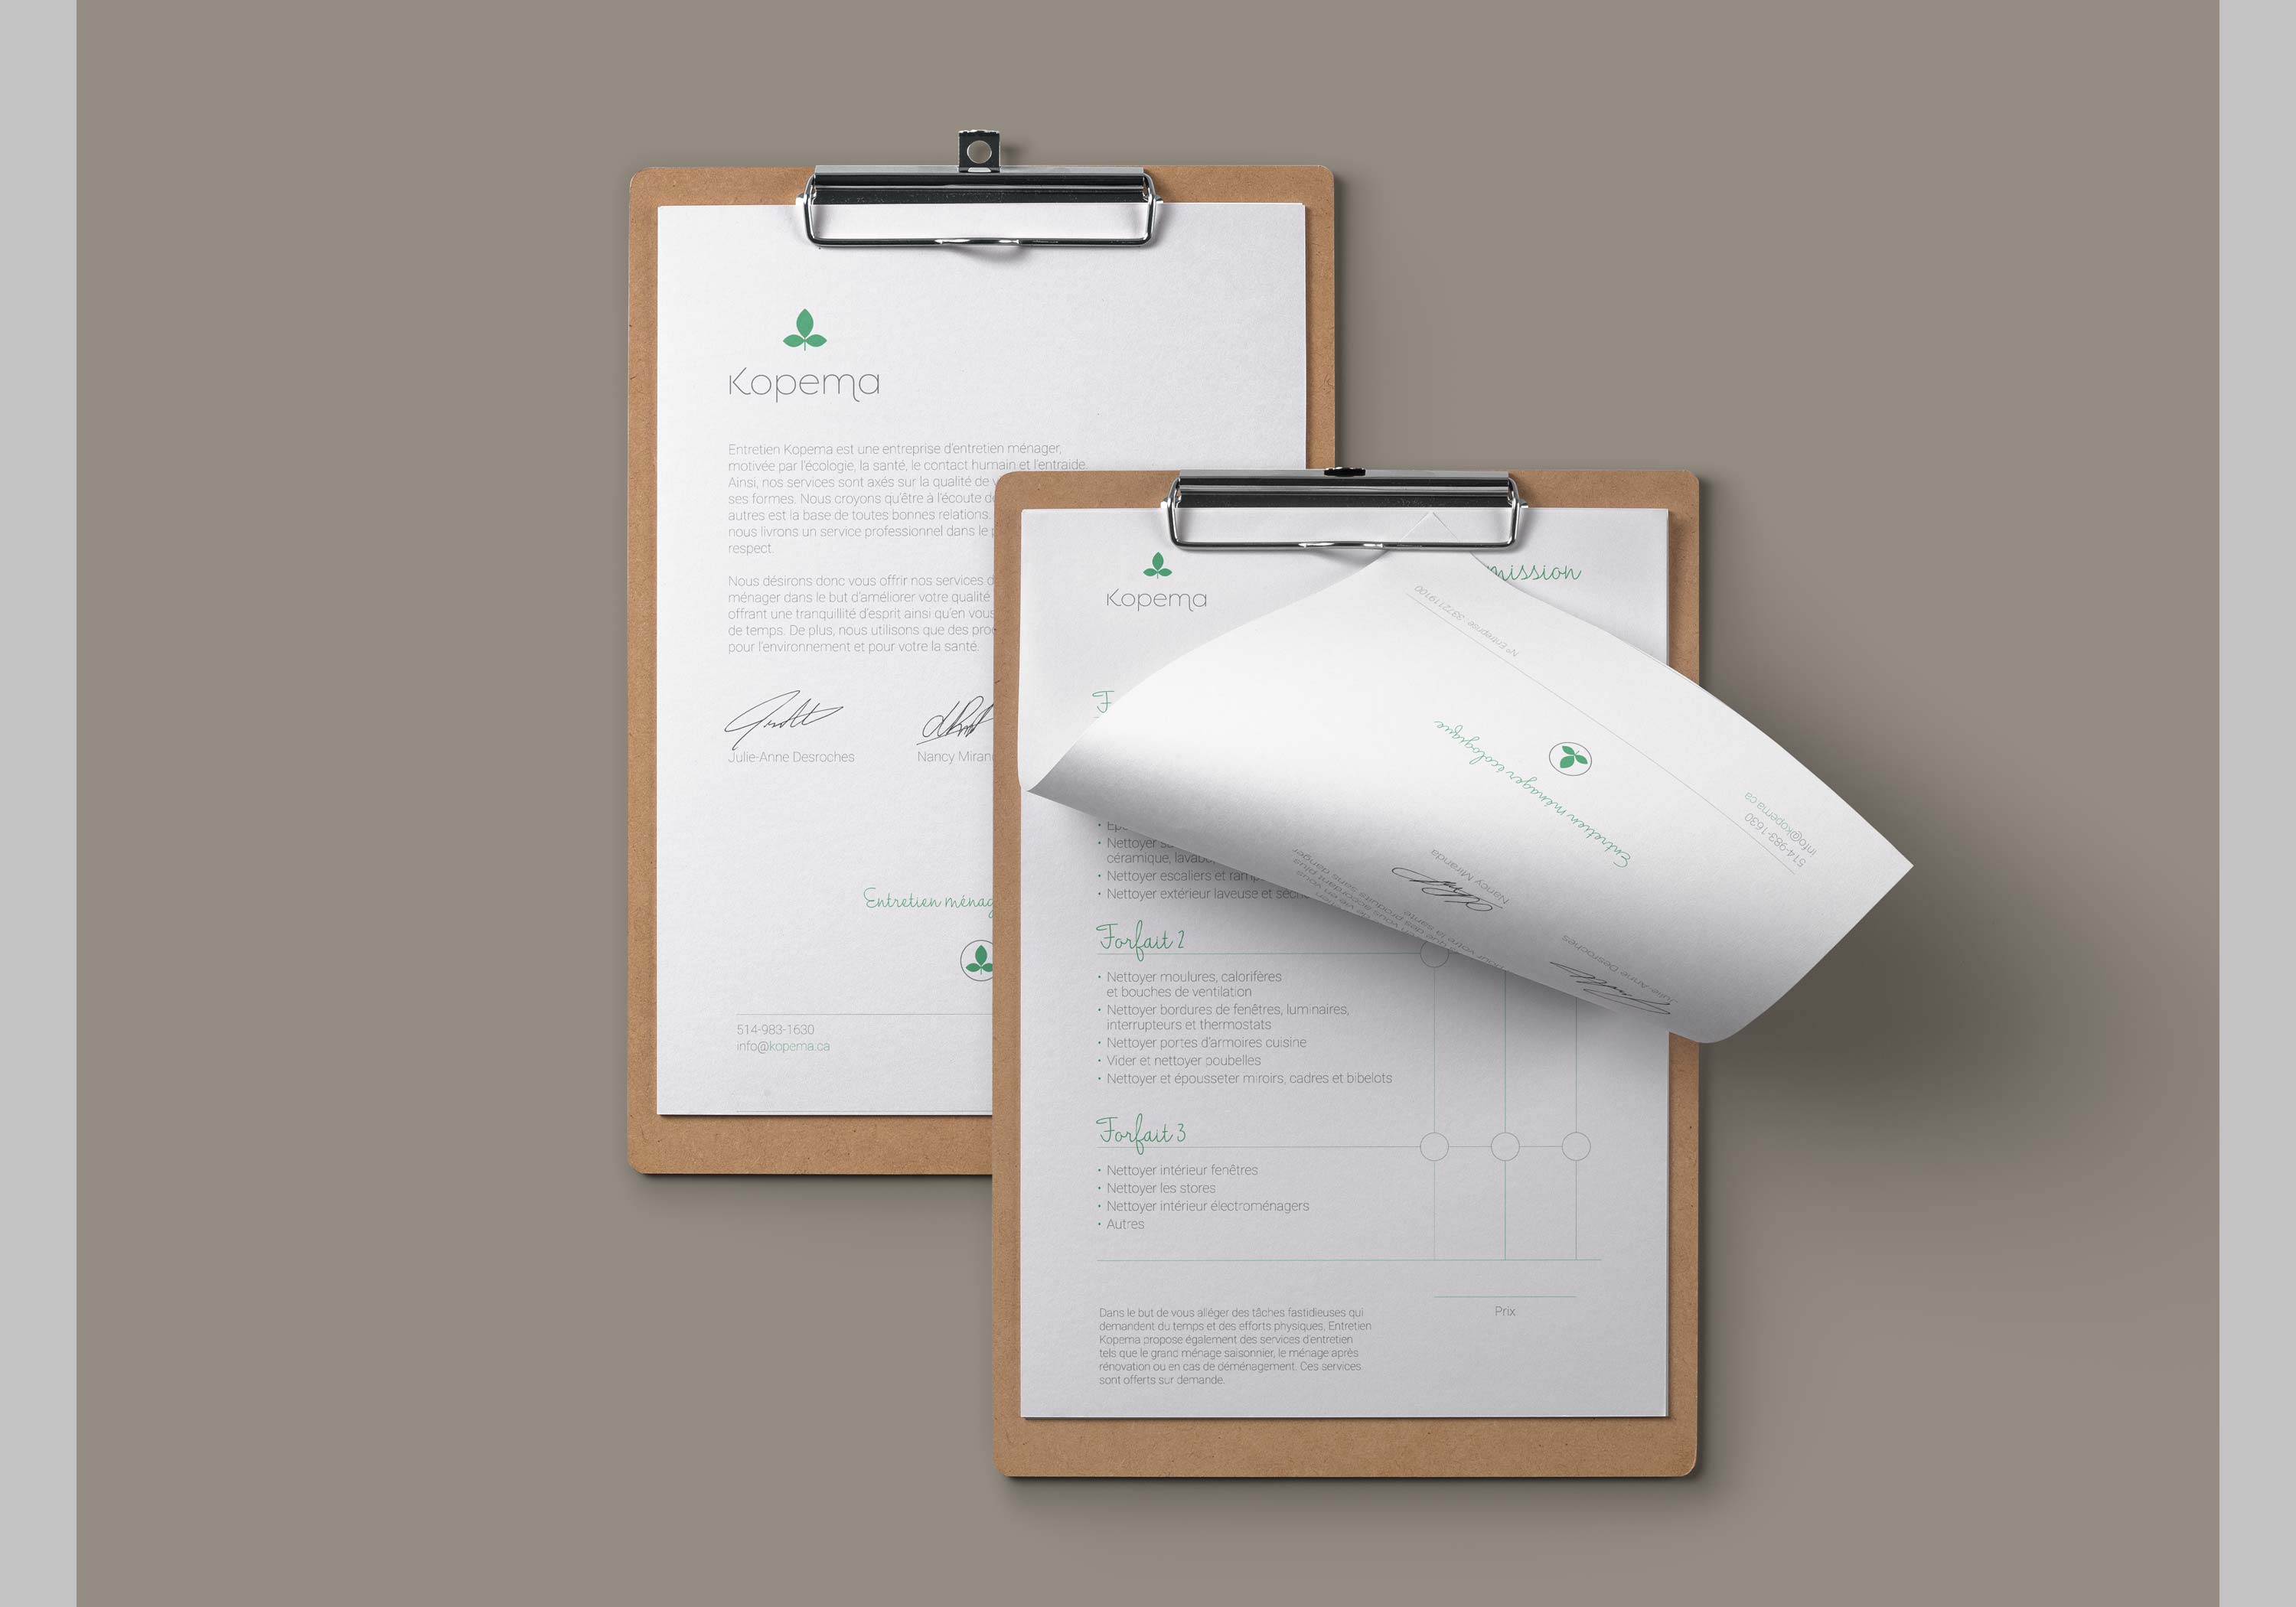 Kopema
Entretien Kopema est une entreprise d'entretien ménager,
motivée par l'écologie, la santé, le contact humain et l'entraide.
Ainsi, nos services sont axés sur la qualité de
ses formes. Nous croyons qu'être à l'écoute
autres est la base de toutes bonnes relations.
nous livrons un service professionnel dans le
respect.
Nous désirons donc vous offrir nos services
ménager dans le but d'améliorer votre qualité
offrant une tranquillité d'esprit ainsi qu'en vous
de temps. De plus, nous utilisons que des
pour l'environnement et pour votre la santé.
Julie-Anne Desroches
Nancy Miran
Entretien ménag
514-983-1630
info@kopema.ca
Kopema
mission
F
Nº Entreprise 3372119100
514-983-1630
info@kopema.ca
Entretien ménager écologique
Nancy Miranda
Julie-Anne Desroches
• Nettoyer
céramique,
• Nettoyer escaliers et
• Nettoyer extérieur laveuse et
Forfait 2
• Nettoyer moulures, calorifères
et bouches de ventilation
• Nettoyer bordures de fenêtres, luminaires,
interrupteurs et thermostats
• Nettoyer portes d'armoires cuisine
• Vider et nettoyer poubelles
• Nettoyer et épousseter miroirs, cadres et bibelots
Forfait 3
• Nettoyer intérieur fenêtres
• Nettoyer les stores
• Nettoyer intérieur électroménagers
• Autres
Prix
Dans le but de vous alléger des tâches fastidieuses qui
demandent du temps et des efforts physiques, Entretien
Kopema propose également des services d'entretien
tels que le grand ménage saisonnier, le ménage après
rénovation ou en cas de déménagement. Ces services
sont offerts sur demande.